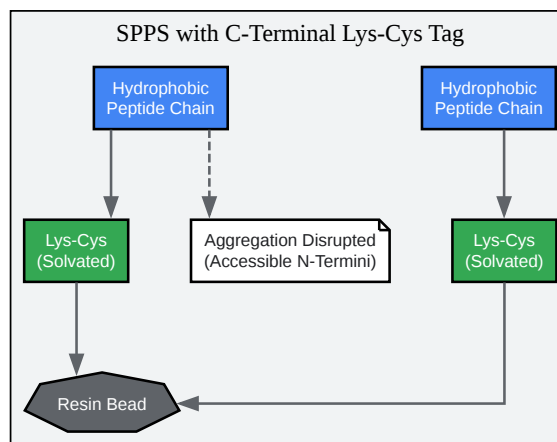 SPPS with C-Terminal Lys-Cys Tag
Hydrophobic
Peptide Chain
Hydrophobic
Peptide Chain
Lys-Cys
(Solvated)
Aggregation Disrupted
(Accessible N-Termini)
Lys-Cys
(Solvated)
Resin Bead